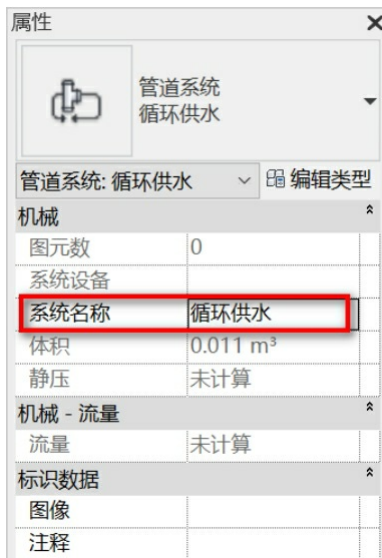 属性
管道系统
循环供水
管道系统: 循环供水
编辑类型
机械
图元数 0
系统设备
系统名称 循环供水
体积 0.011 m³
静压 未计算
机械 - 流量
流量 未计算
标识数据
图像
注释